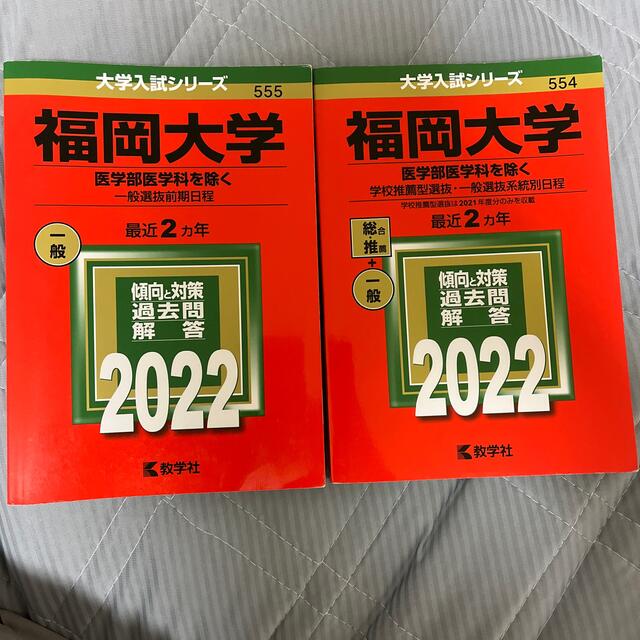 大学入試シリーズ
555
福岡大学
医学部医学科を除く
一般選抜前期日程
最近2ヵ年
一般
傾向と対策
過去問
解答
2022
教学社
大学入試シリーズ
554
福岡大学
医学部医学科を除く
学校推薦型選抜・一般選抜系統別日程
学校推薦型選抜は2021年度分のみを収載
最近2ヵ年
総合
・推薦
+
一般
傾向と対策
過去問
解答
2022
教学社